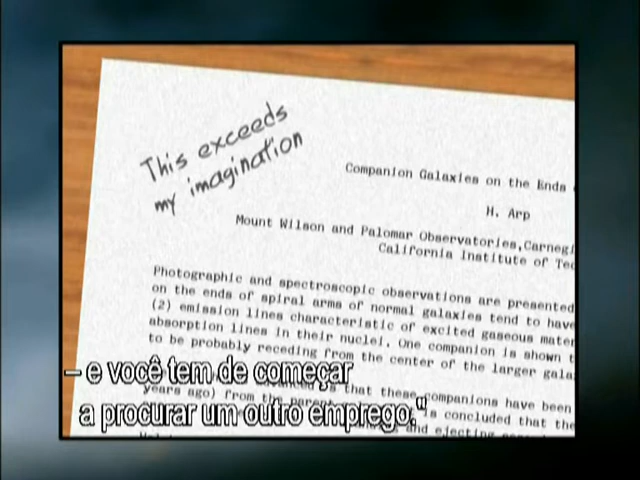 This exceeds
my imagination
Companion Galaxies on the Ends
H. Arp
Mount Wilson and Palomar Observatories, Carnegi
California Institute of Tec
Photographic and spectroscopic observations are presented
on the ends of spiral arms of normal galaxies tend to have
(2) emission lines characteristic of excited gaseous mater
absorption lines in their nuclei. One companion is shown t
to be probably receding from the center of the larger gala
that these companions have been
years ago) from the
is concluded that the
and ejecting
– e você tem de começar
a procurar um outro emprego."